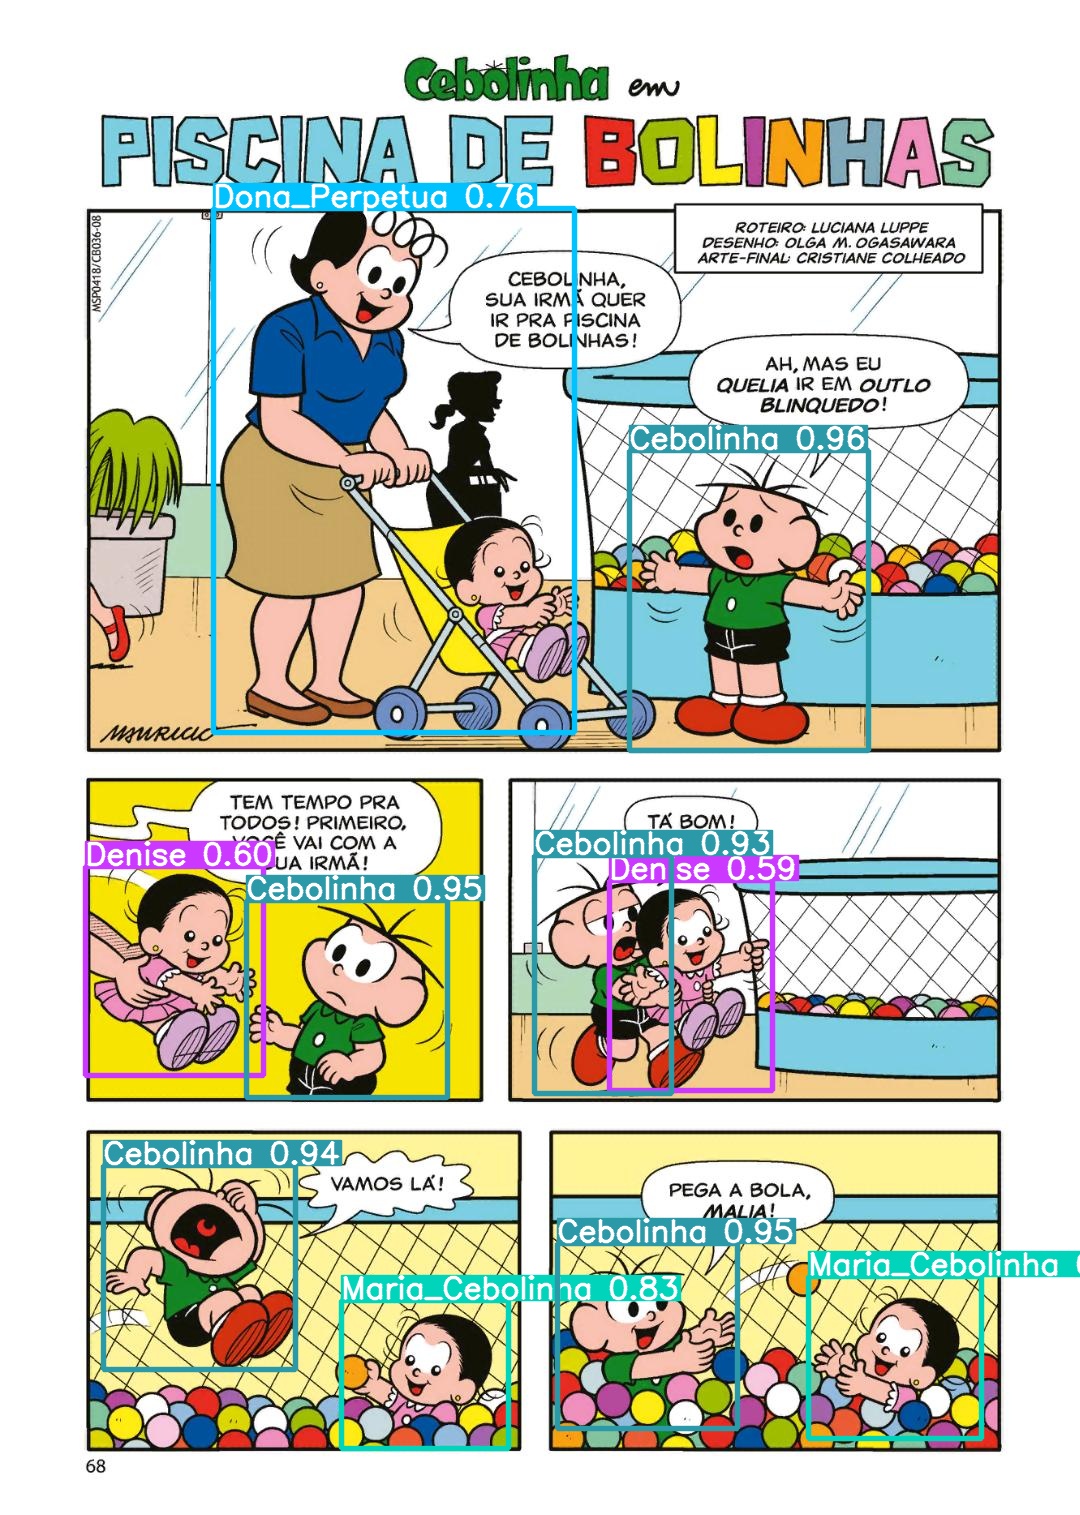 Cebolinha em
PISCINA DE BOLINHAS
Dona_Perpetua 0.76
MSP0418/CB036-08
ROTEIRO: LUCIANA LUPPE
DESENHO: OLGA M. OGASAWARA
ARTE-FINAL: CRISTIANE COLHEADO
CEBOLINHA,
SUA IRMÃ QUER
IR PRA PISCINA
DE BOLINHAS!
AH, MAS EU
QUELIA IR EM OUTLO
BLINQUEDO!
Cebolinha 0.96
MAURICIO
TEM TEMPO PRA
TODOS! PRIMEIRO,
VOCÊ VAI COM A
SUA IRMÃ!
Denise 0.60
Cebolinha 0.95
TÁ BOM!
Cebolinha 0.93
Denise 0.59
Cebolinha 0.94
VAMOS LÁ!
Maria_Cebolinha 0.83
PEGA A BOLA,
MALIA!
Cebolinha 0.95
Maria_Cebolinha
68